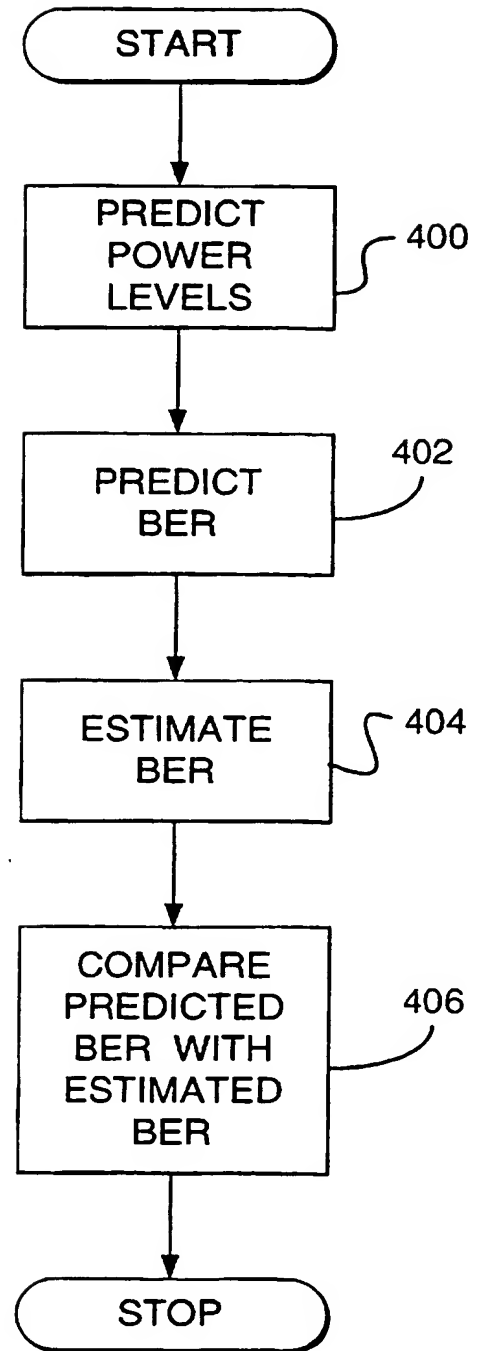 START
PREDICT
POWER
LEVELS
400
PREDICT
BER
402
ESTIMATE
BER
404
COMPARE
PREDICTED
BER WITH
ESTIMATED
BER
406
STOP